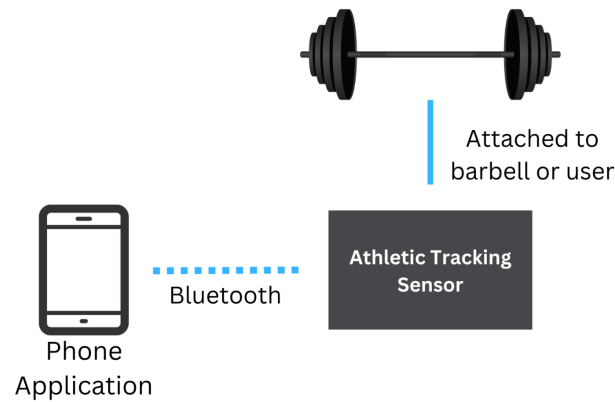 Attached to
barbell or user
Athletic Tracking
Sensor
Bluetooth
Phone
Application